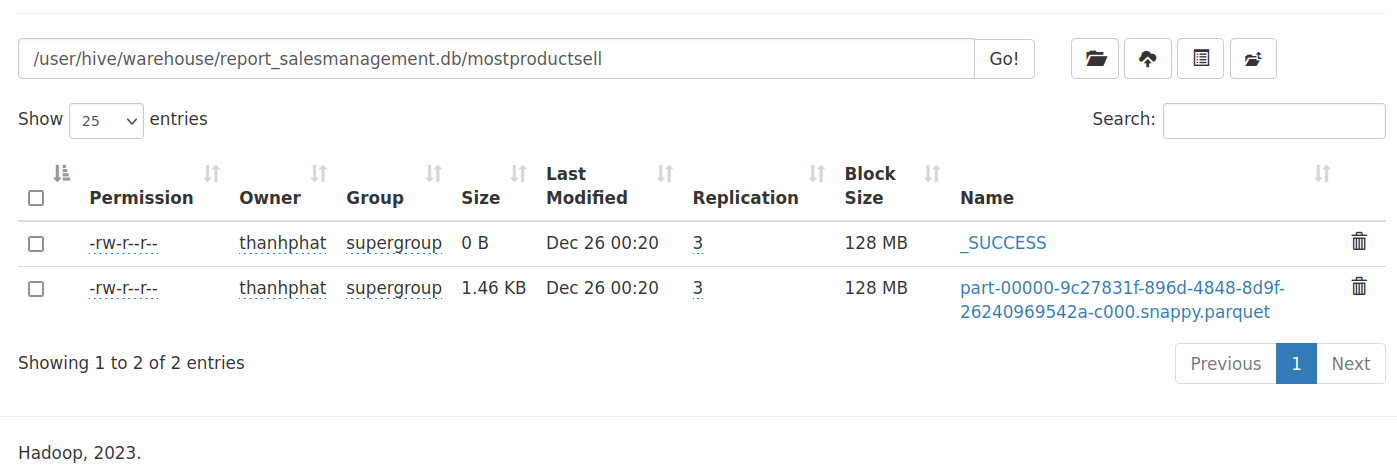 /user/hive/warehouse/report_salesmanagement.db/mostproductsell Go!
Show 25 entries Search:
Permission Owner Group Size Last Modified Replication Block Size Name
-rw-r--r-- thanhphat supergroup 0 B Dec 26 00:20 3 128 MB _SUCCESS
-rw-r--r-- thanhphat supergroup 1.46 KB Dec 26 00:20 3 128 MB part-00000-9c27831f-896d-4848-8d9f-
26240969542a-c000.snappy.parquet
Showing 1 to 2 of 2 entries Previous 1 Next
Hadoop, 2023.